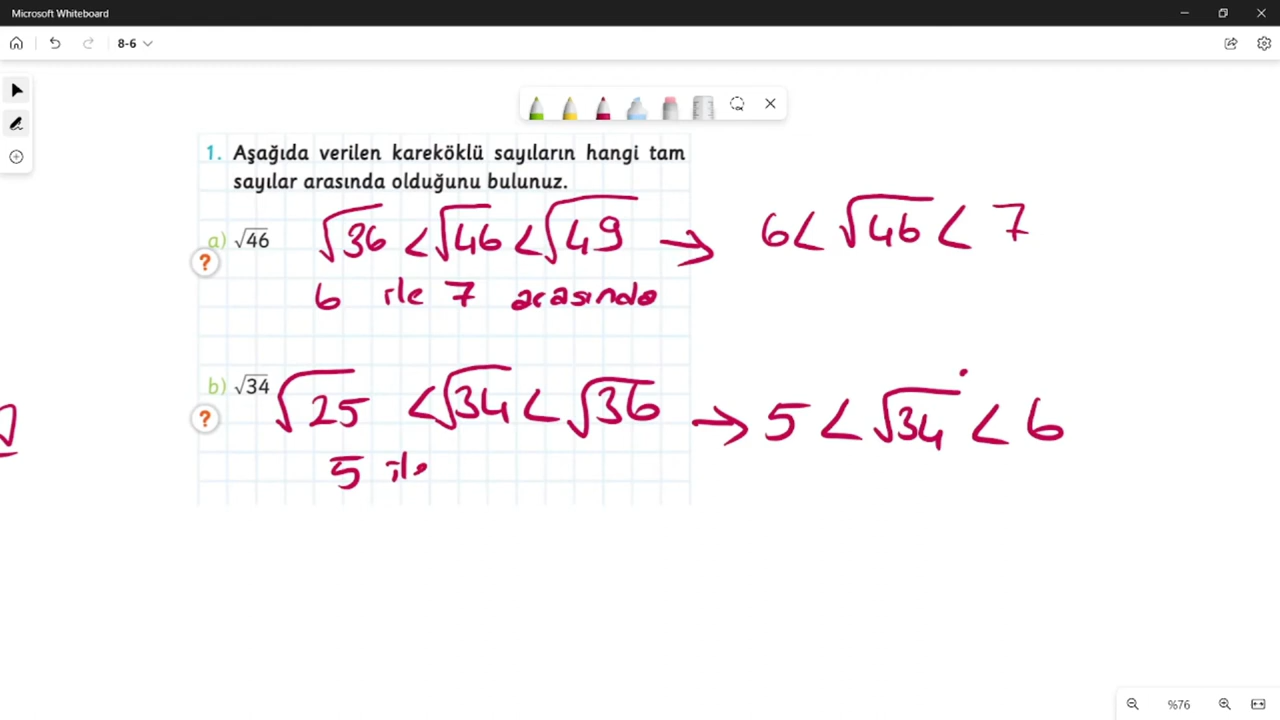 Microsoft Whiteboard
8-6
1. Aşağıda verilen kareköklü sayıların hangi tam
sayılar arasında olduğunu bulunuz.
a) √46 √36 < √46 < √49 → 6 < √46 < 7
?
6 ile 7 arasında
b) √34 √25 < √34 < √36 → 5 < √34 < 6
?
5 ile
%76